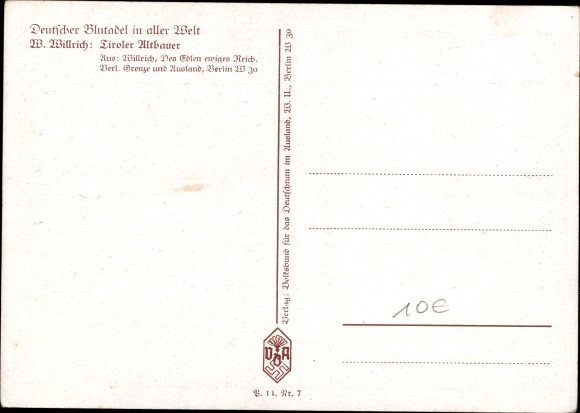 Deutscher Blutadel in aller Welt
W. Willrich: Tiroler Altbauer
Aus: Willrich, Des Edlen ewiges Reich.
Verl. Grenze und Ausland, Berlin W 30
Verlag: Volksbund für das Deutschtum im Ausland, W. U., Berlin W 30
10€
VDA
P. 14. Nr. 7